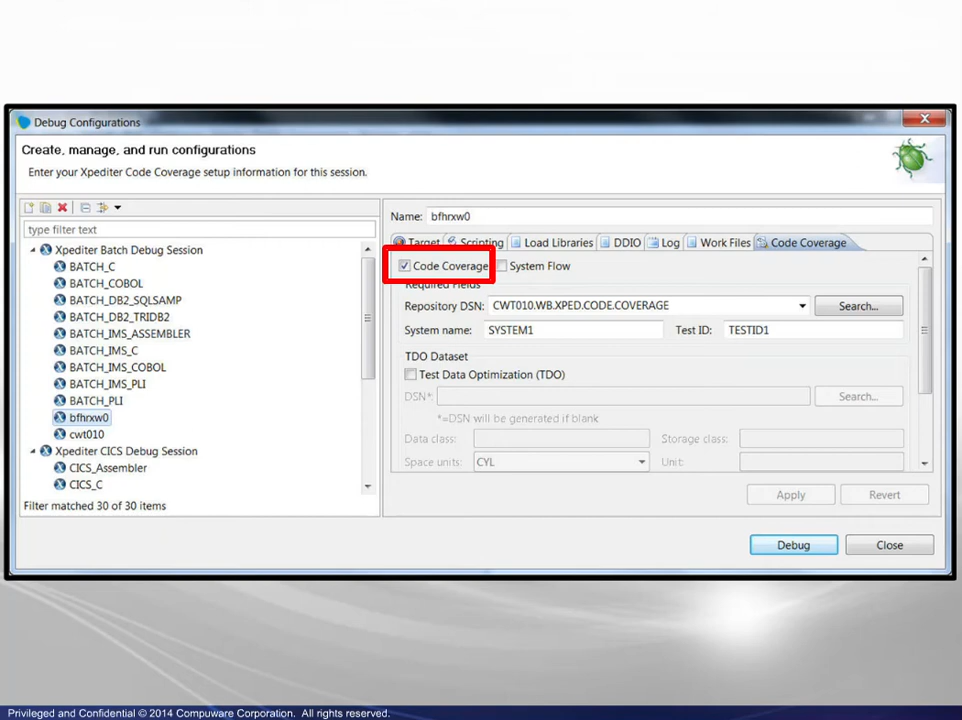 Debug Configurations
Create, manage, and run configurations
Enter your Xpediter Code Coverage setup information for this session.
type filter text
Xpediter Batch Debug Session
BATCH_C
BATCH_COBOL
BATCH_DB2_SQLSAMP
BATCH_DB2_TRIDB2
BATCH_IMS_ASSEMBLER
BATCH_IMS_C
BATCH_IMS_COBOL
BATCH_IMS_PLI
BATCH_PLI
bfhrxw0
cwt010
Xpediter CICS Debug Session
CICS_Assembler
CICS_C
Filter matched 30 of 30 items
Name: bfhrxw0
Target Scripting Load Libraries DDIO Log Work Files Code Coverage
Code Coverage System Flow
Required Fields
Repository DSN: CWT010.WB.XPED.CODE.COVERAGE Search...
System name: SYSTEM1 Test ID: TESTID1
TDO Dataset
Test Data Optimization (TDO)
DSN*: Search...
*=DSN will be generated if blank
Data class: Storage class:
Space units: CYL Unit:
Apply Revert
Debug Close
Privileged and Confidential © 2014 Compuware Corporation. All rights reserved.